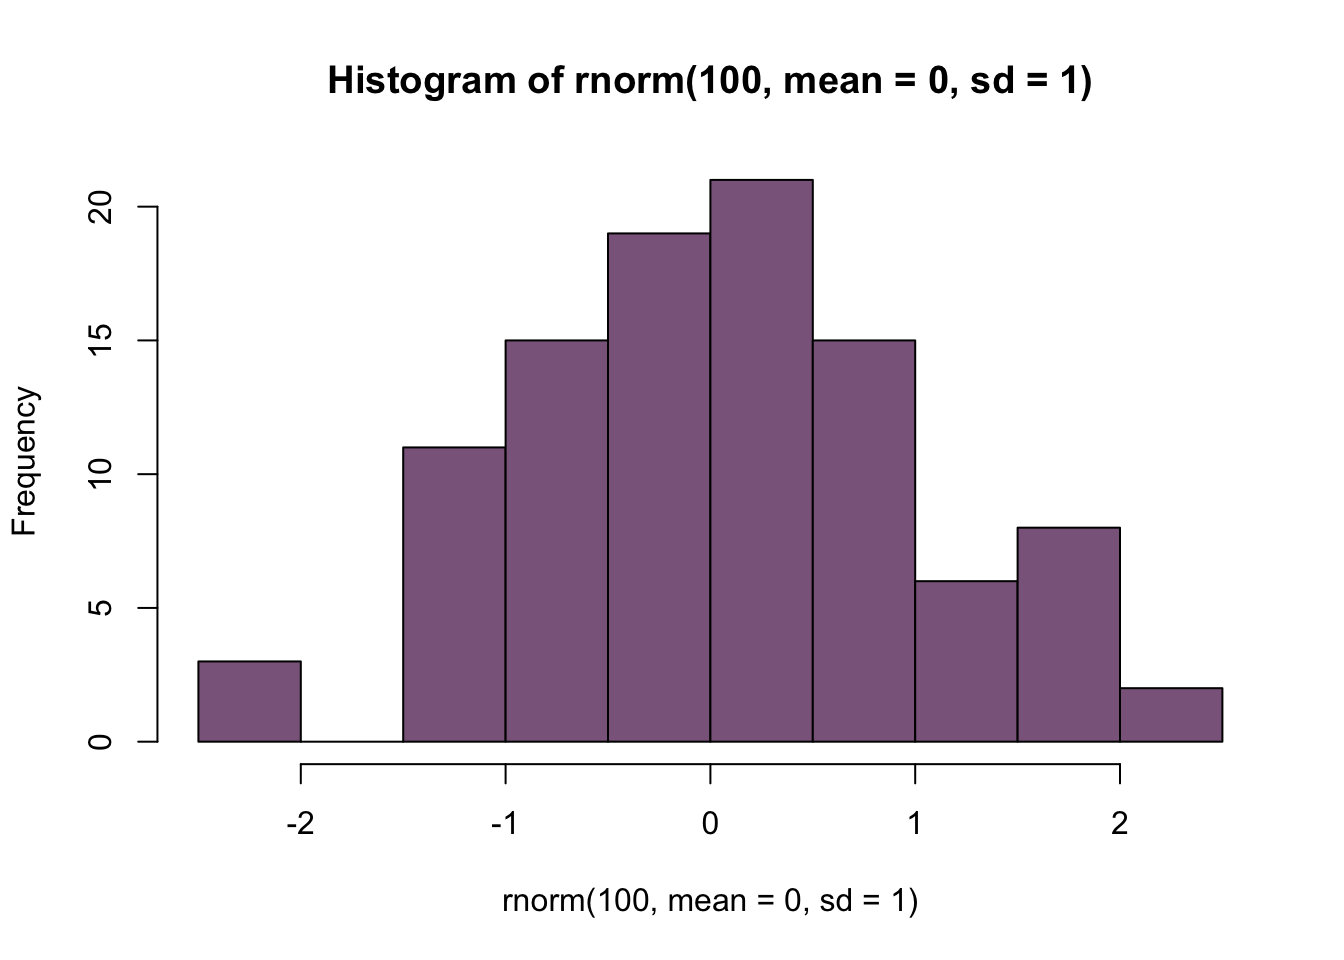 Histogram of rnorm(100, mean = 0, sd = 1)
Frequency
20
15
10
5
0
-2 -1 0 1 2
rnorm(100, mean = 0, sd = 1)